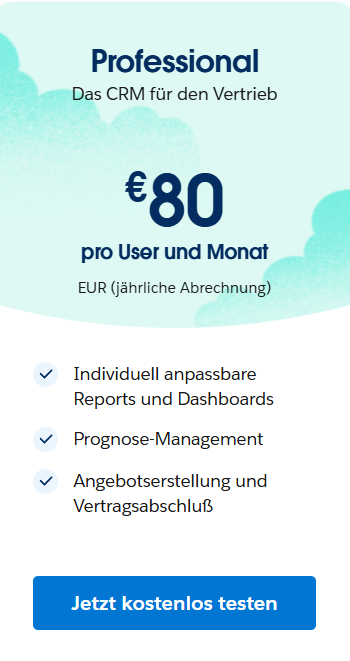 Professional
Das CRM für den Vertrieb
€80
pro User und Monat
EUR (jährliche Abrechnung)
Individuell anpassbare
Reports und Dashboards
Prognose-Management
Angebotserstellung und
Vertragsabschluß
Jetzt kostenlos testen